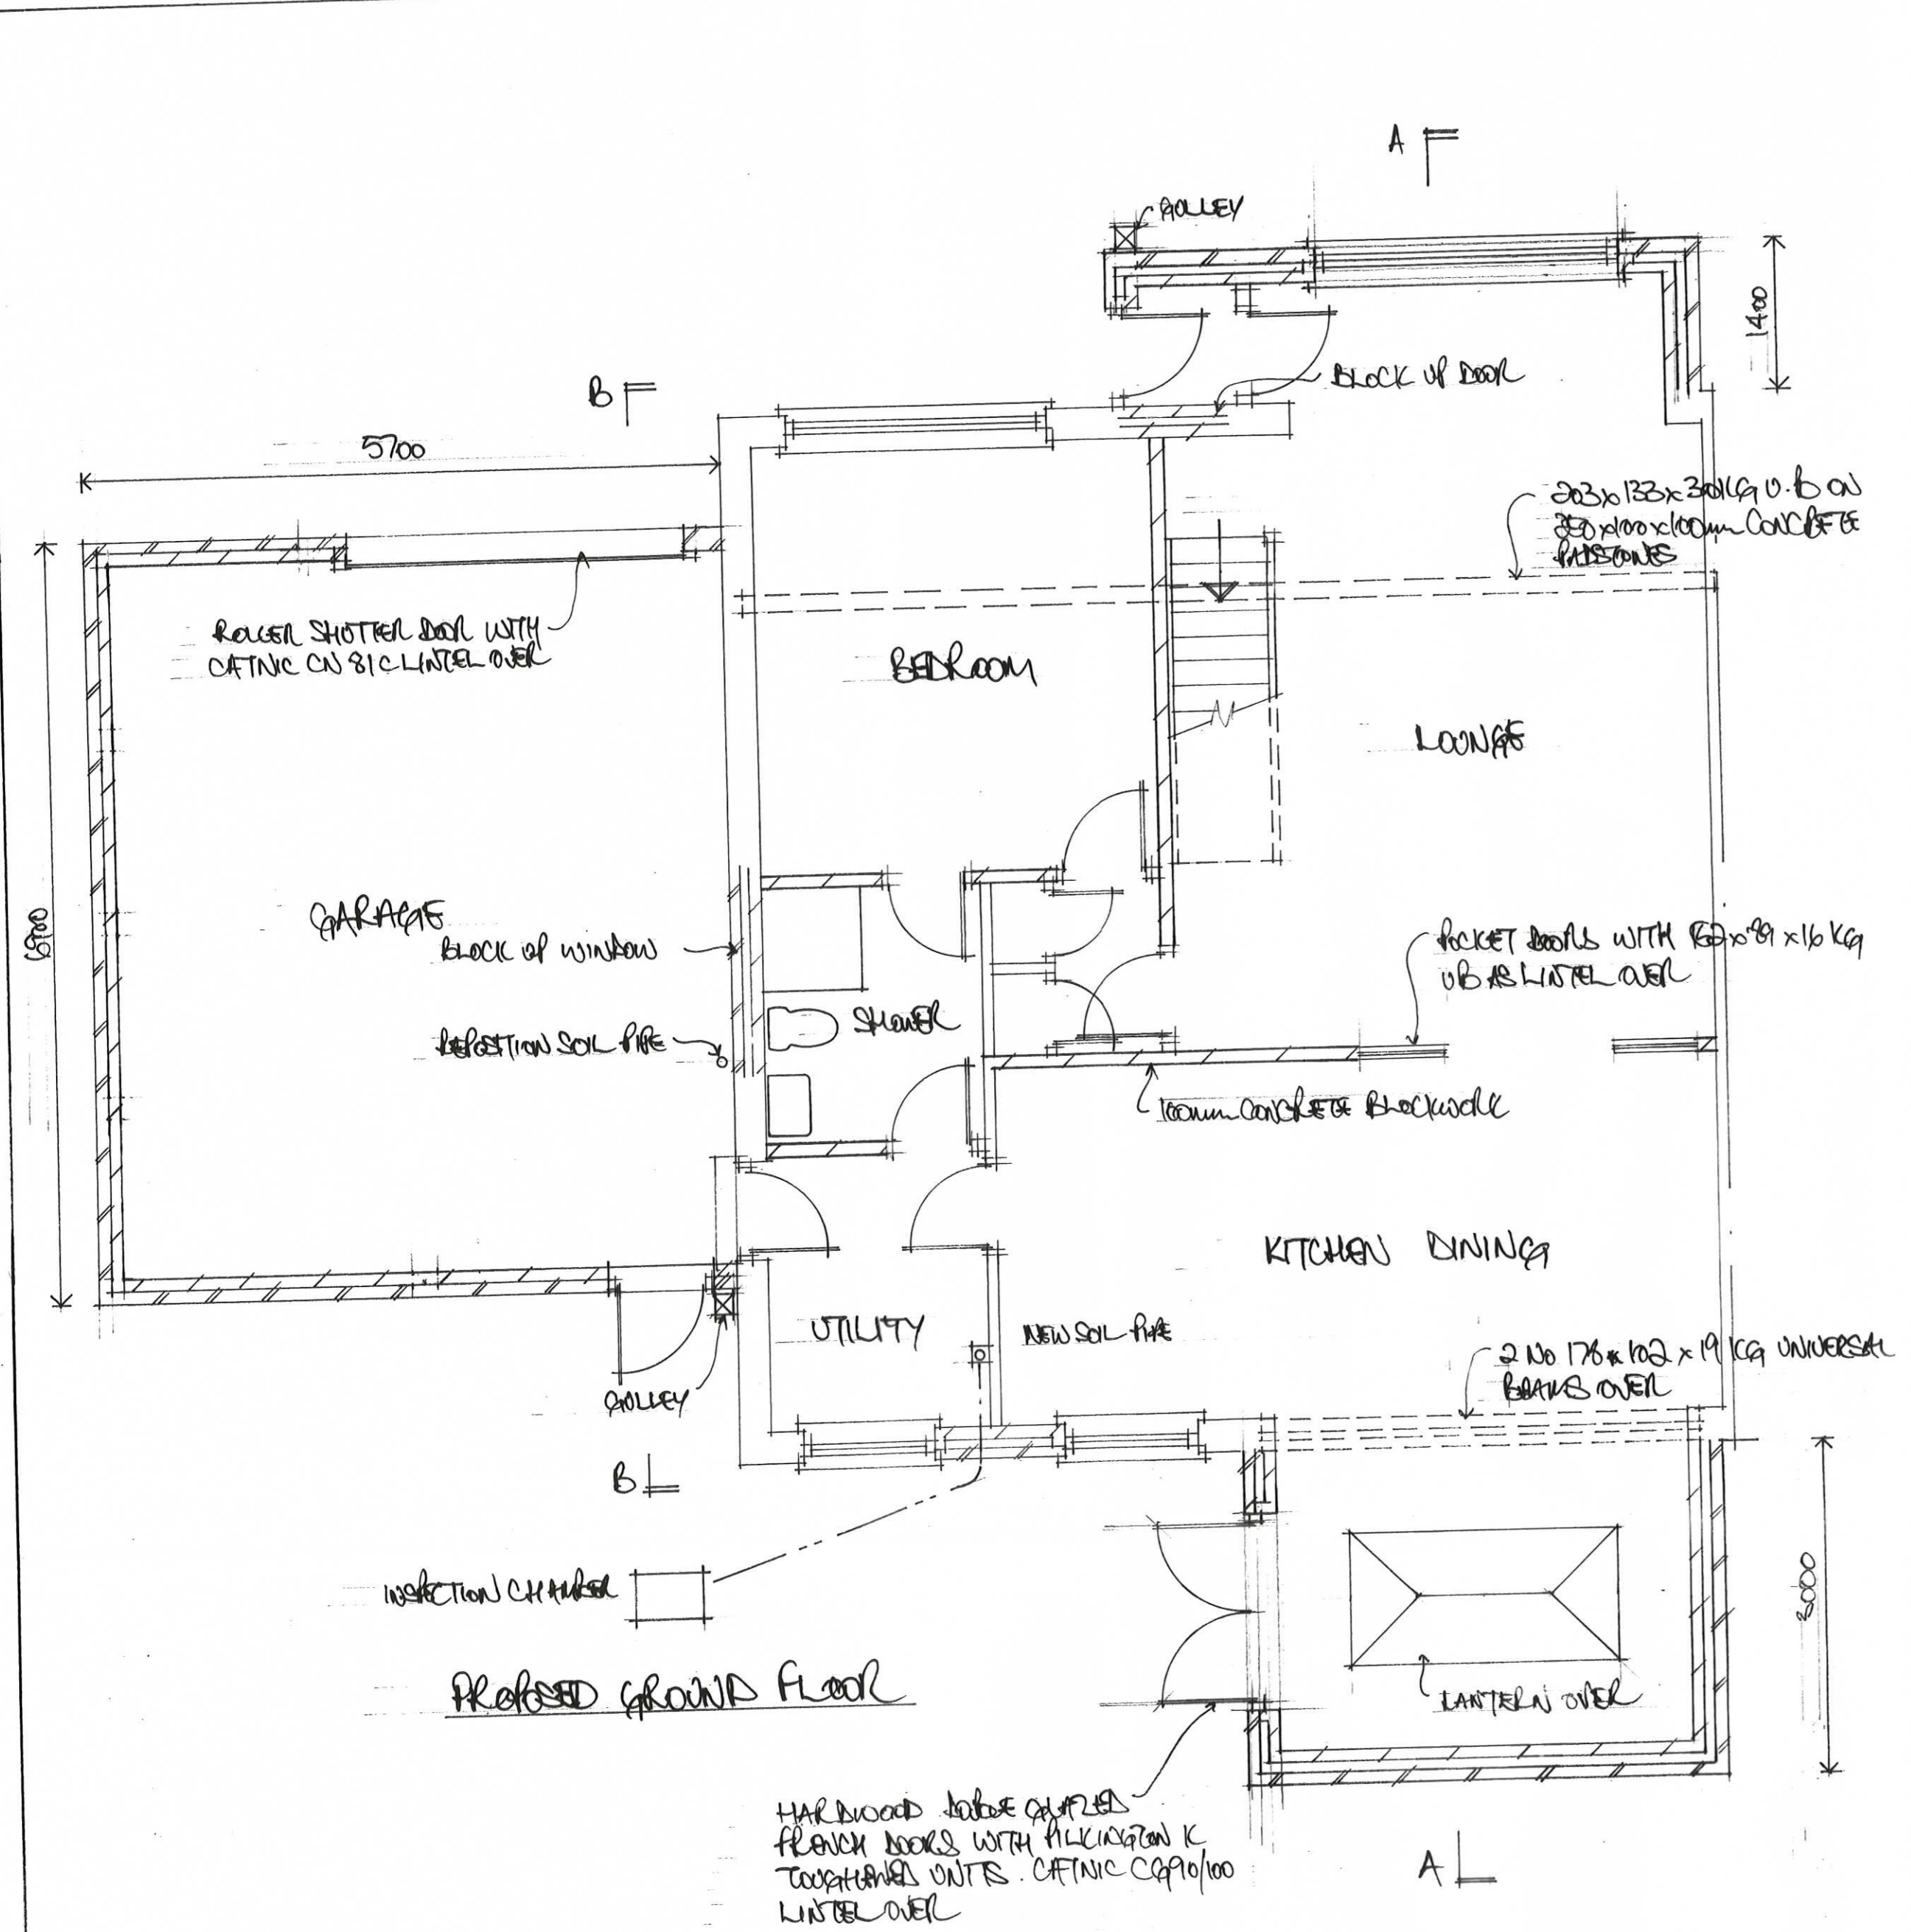 A
GULLEY
1400
B
BLOCK UP DOOR
5700
203x133x30KG U.B ON
CONCRETE
PADSTONES
ROLLER SHUTTER DOOR WITH
CATNIC CN 81C LINTEL OVER
BEDROOM
LOUNGE
GARAGE
BLOCK UP WINDOW
POCKET DOORS WITH 152x89x16 KG
UB AS LINTEL OVER
SHOWER
REPOSITION SOIL PIPE
100mm CONCRETE BLOCKWORK
KITCHEN DINING
UTILITY
NEW SOIL PIPE
2 No 178x102x19 KG UNIVERSAL
BEAMS OVER
GULLEY
B
INSPECTION CHAMBER
3000
PROPOSED GROUND FLOOR
LANTERN OVER
HARDWOOD DOUBLE GLAZED
FRENCH DOORS WITH PILKINGTON K
TOUGHENED UNITS. CATNIC CG90/100
LINTEL OVER
A